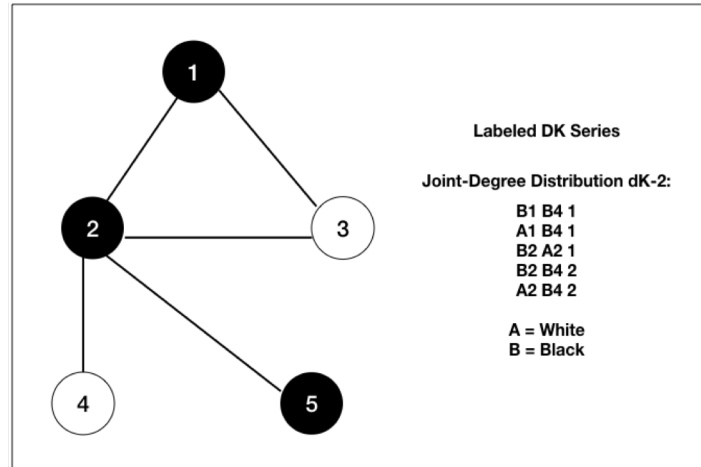 1
Labeled DK Series
Joint-Degree Distribution dK-2:
B1 B4 1
A1 B4 1
B2 A2 1
B2 B4 2
A2 B4 2
A = White
B = Black
2
3
4
5